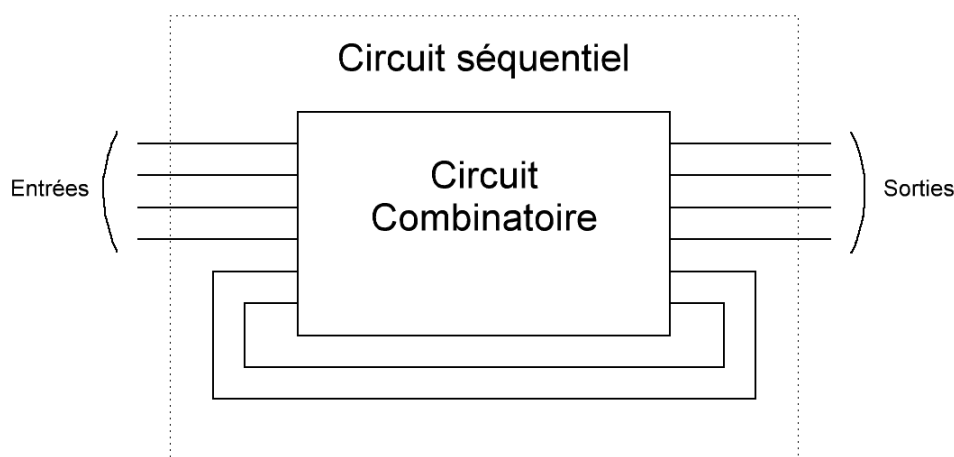 Circuit séquentiel
Entrées
Circuit
Combinatoire
Sorties